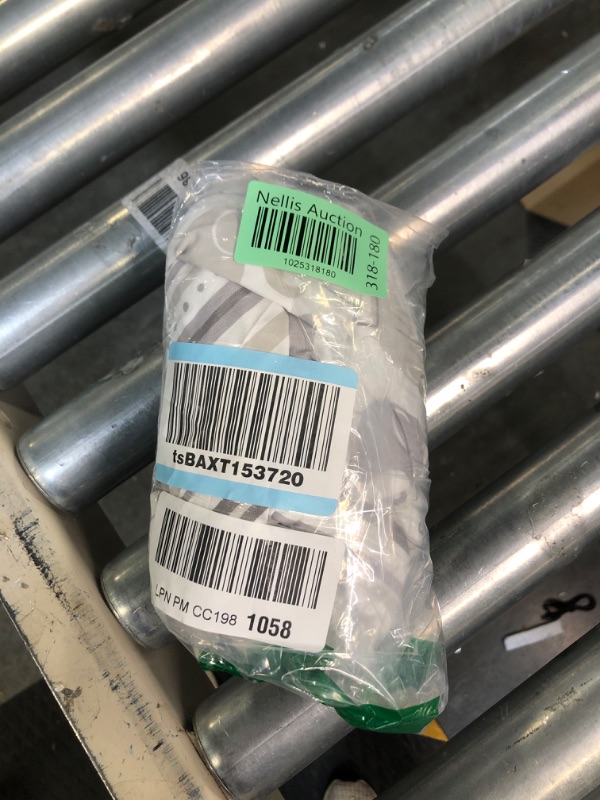 Nellis Auction
1025318180
318-180
tsBAXT153720
LPN PM CC198 1058